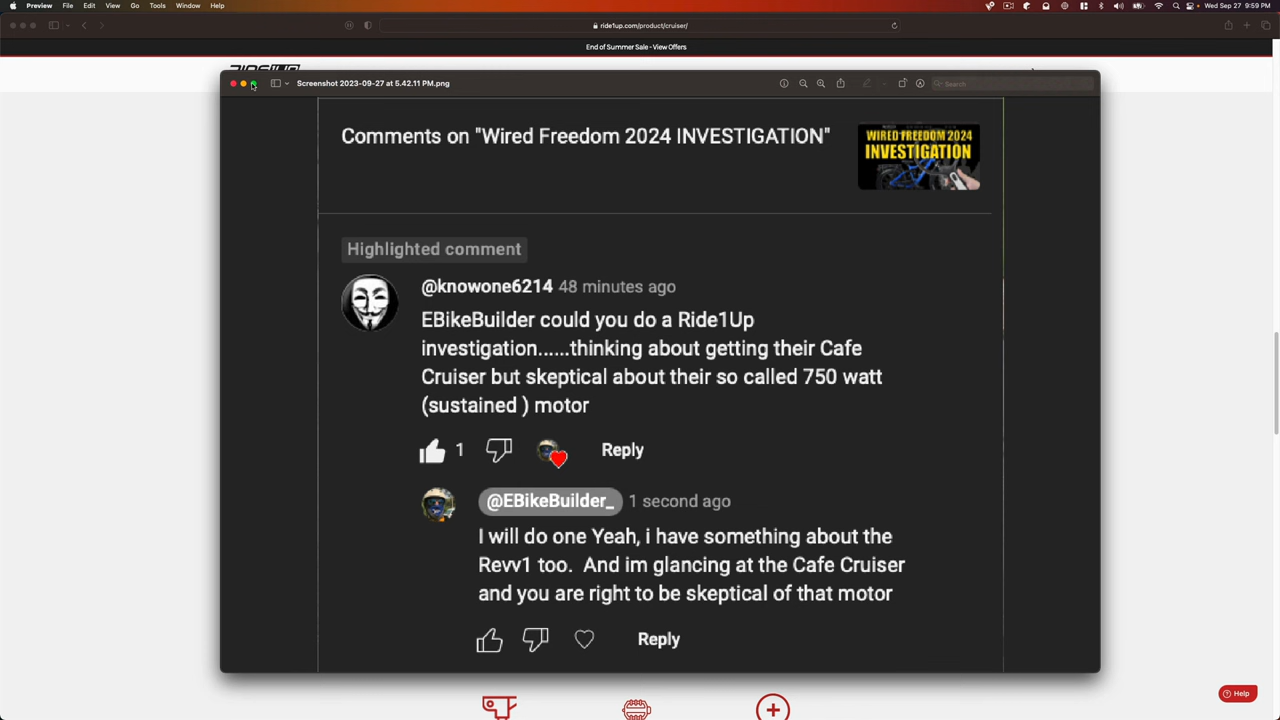 Preview File Edit View Go Tools Window Help
Wed Sep 27 9:59 PM
ride1up.com/product/cruiser/
End of Summer Sale - View Offers
Screenshot 2023-09-27 at 5.42.11 PM.png
Search
Comments on "Wired Freedom 2024 INVESTIGATION"
WIRED FREEDOM 2024
INVESTIGATION
Highlighted comment
@knowone6214 48 minutes ago
EBikeBuilder could you do a Ride1Up
investigation......thinking about getting their Cafe
Cruiser but skeptical about their so called 750 watt
(sustained ) motor
1 Reply
@EBikeBuilder_ 1 second ago
I will do one Yeah, i have something about the
Revv1 too. And im glancing at the Cafe Cruiser
and you are right to be skeptical of that motor
Reply
Help